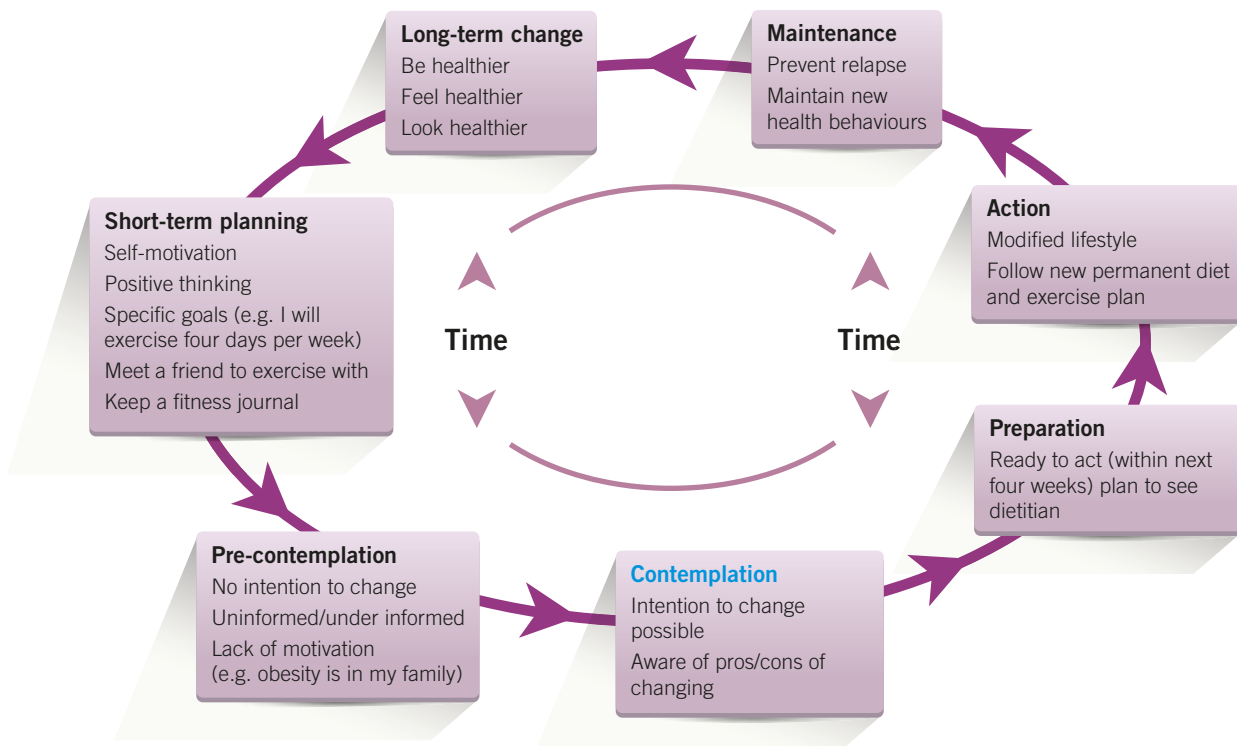 Long-term change
Be healthier
Feel healthier
Look healthier
Maintenance
Prevent relapse
Maintain new
health behaviours
Short-term planning
Self-motivation
Positive thinking
Specific goals (e.g. I will
exercise four days per week)
Meet a friend to exercise with
Keep a fitness journal
Time
Time
Action
Modified lifestyle
Follow new permanent diet
and exercise plan
Preparation
Ready to act (within next
four weeks) plan to see
dietitian
Pre-contemplation
No intention to change
Uninformed/under informed
Lack of motivation
(e.g. obesity is in my family)
Contemplation
Intention to change
possible
Aware of pros/cons of
changing